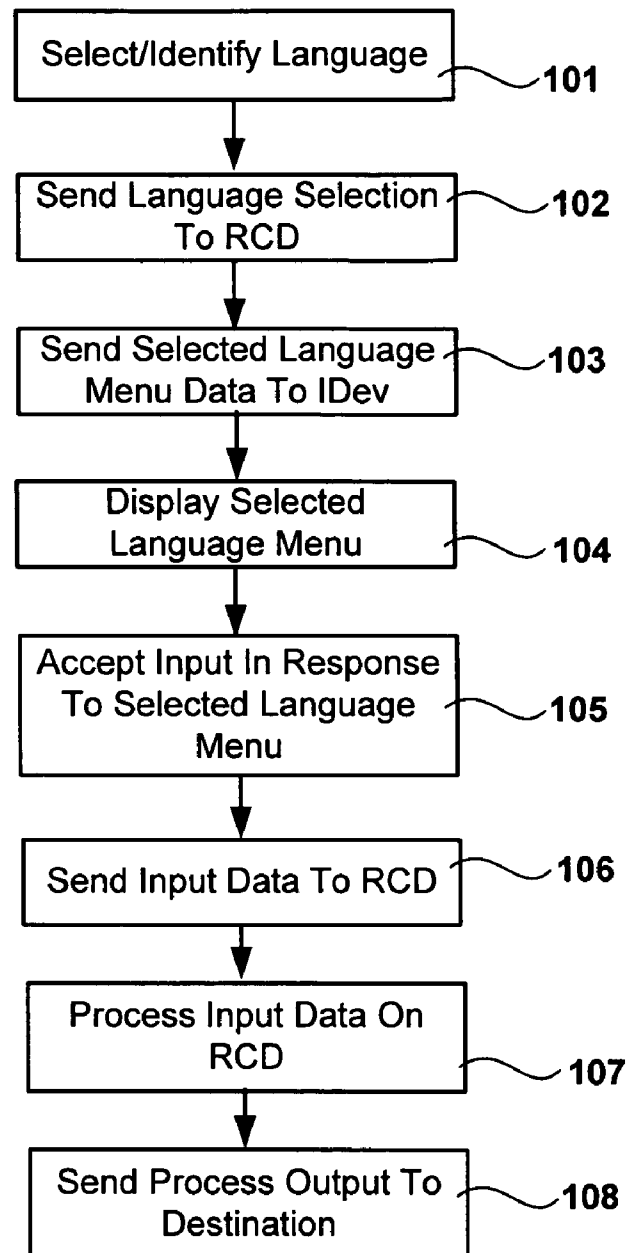 Select/Identify Language
101
Send Language Selection
To RCD
102
Send Selected Language
Menu Data To IDev
103
Display Selected
Language Menu
104
Accept Input In Response
To Selected Language
Menu
105
Send Input Data To RCD
106
Process Input Data On
RCD
107
Send Process Output To
Destination
108